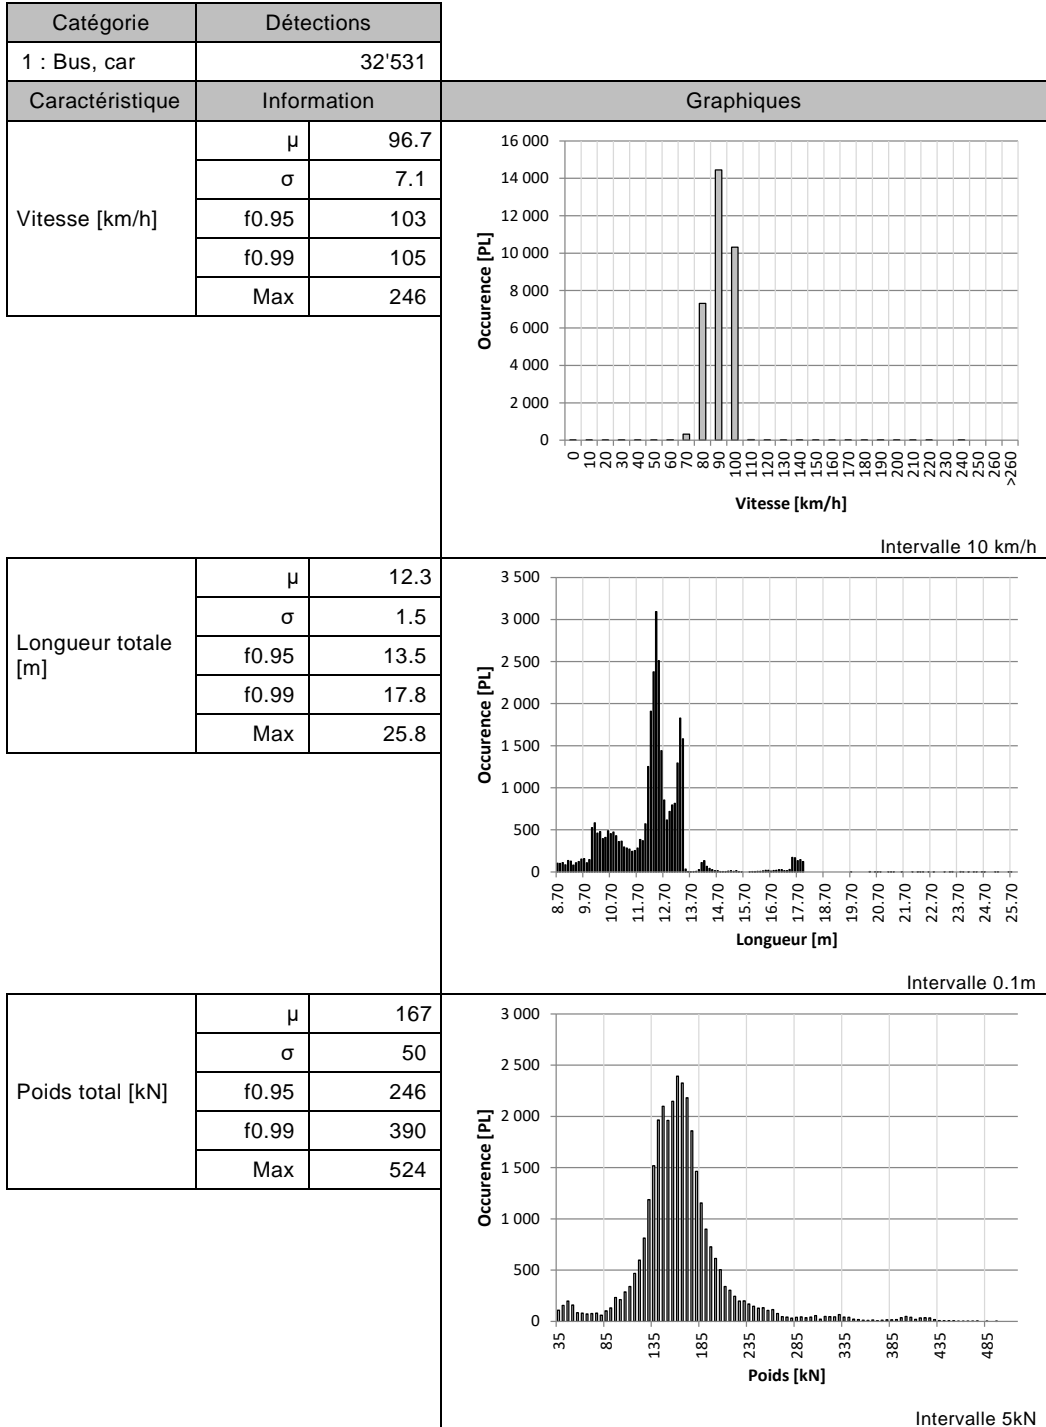 Catégorie Détections
1 : Bus, car 32'531
Caractéristique Information Graphiques
Vitesse [km/h]
µ 96.7
σ 7.1
f0.95 103
f0.99 105
Max 246
Occurence [PL]
16 000
14 000
12 000
10 000
8 000
6 000
4 000
2 000
0
0 10 20 30 40 50 60 70 80 90 100 110 120 130 140 150 160 170 180 190 200 210 220 230 240 250 260 >260
Vitesse [km/h]
Intervalle 10 km/h
Longueur totale
[m]
µ 12.3
σ 1.5
f0.95 13.5
f0.99 17.8
Max 25.8
Occurence [PL]
3 500
3 000
2 500
2 000
1 500
1 000
500
0
8.70 9.70 10.70 11.70 12.70 13.70 14.70 15.70 16.70 17.70 18.70 19.70 20.70 21.70 22.70 23.70 24.70 25.70
Longueur [m]
Intervalle 0.1m
Poids total [kN]
µ 167
σ 50
f0.95 246
f0.99 390
Max 524
Occurence [PL]
3 000
2 500
2 000
1 500
1 000
500
0
35 85 135 185 235 285 335 385 435 485
Poids [kN]
Intervalle 5kN